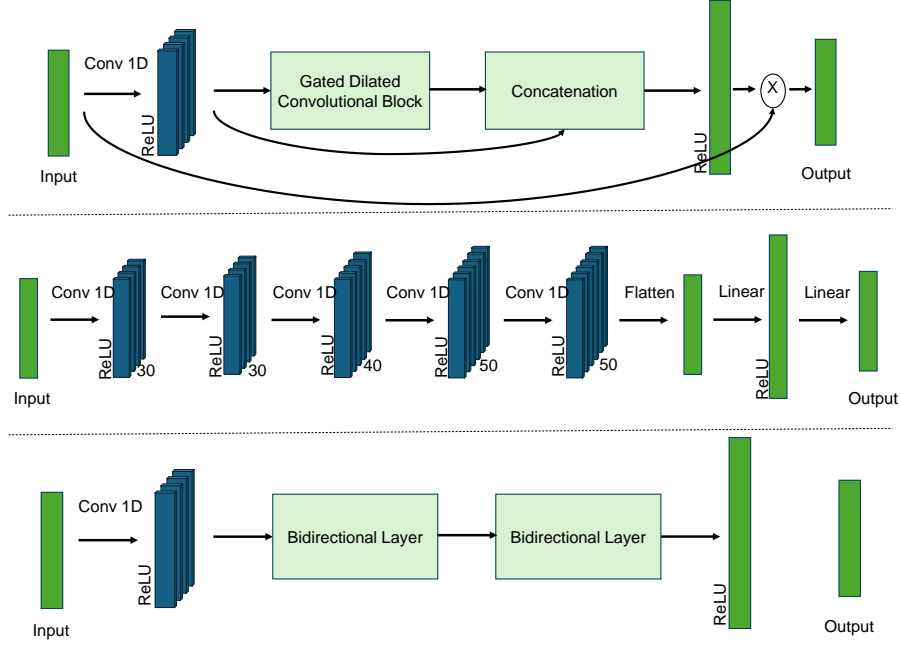 Conv 1D
ReLU
Gated Dilated
Convolutional Block
Concatenation
ReLU
X
Input
Output
Conv 1D
Conv 1D
Conv 1D
Conv 1D
Conv 1D
Flatten
Linear
Linear
ReLU
30
ReLU
30
ReLU
40
ReLU
50
ReLU
50
ReLU
Input
Output
Conv 1D
ReLU
Bidirectional Layer
Bidirectional Layer
ReLU
Input
Output